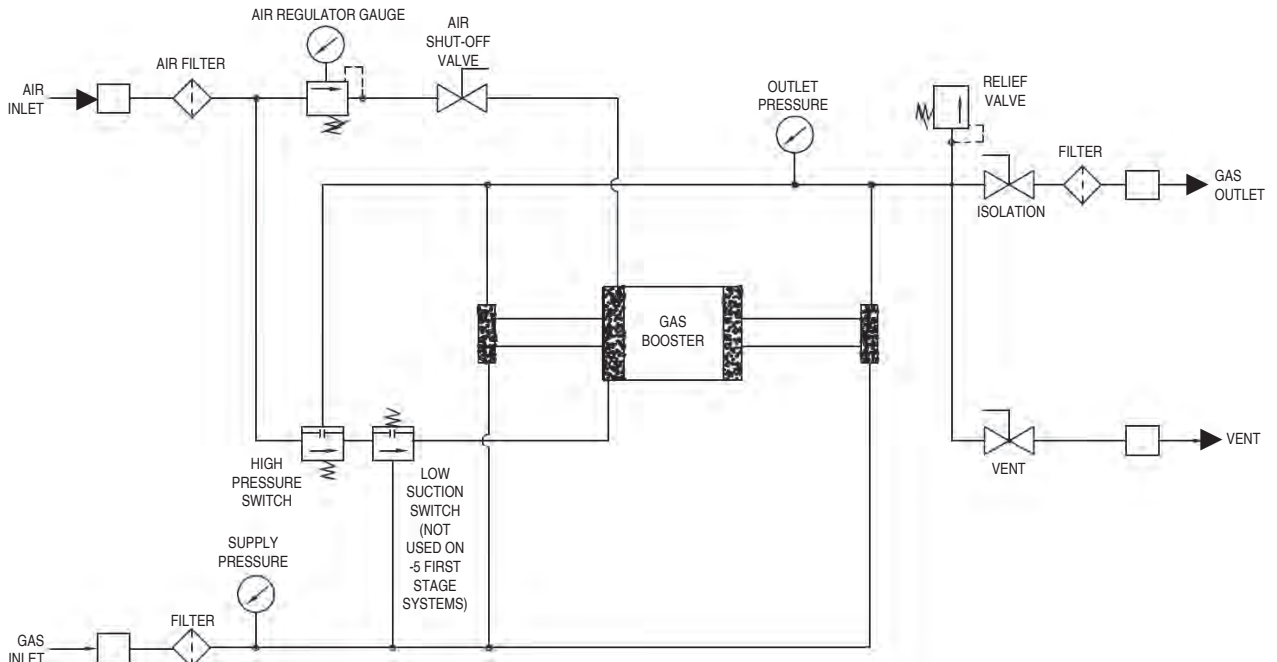 AIR REGULATOR GAUGE
AIR
SHUT-OFF
VALVE
AIR FILTER
AIR
INLET
OUTLET
PRESSURE
RELIEF
VALVE
FILTER
GAS
OUTLET
ISOLATION
GAS
BOOSTER
HIGH
PRESSURE
SWITCH
LOW
SUCTION
SWITCH
(NOT
USED ON
-5 FIRST
STAGE
SYSTEMS)
VENT
VENT
SUPPLY
PRESSURE
FILTER
GAS
INLET